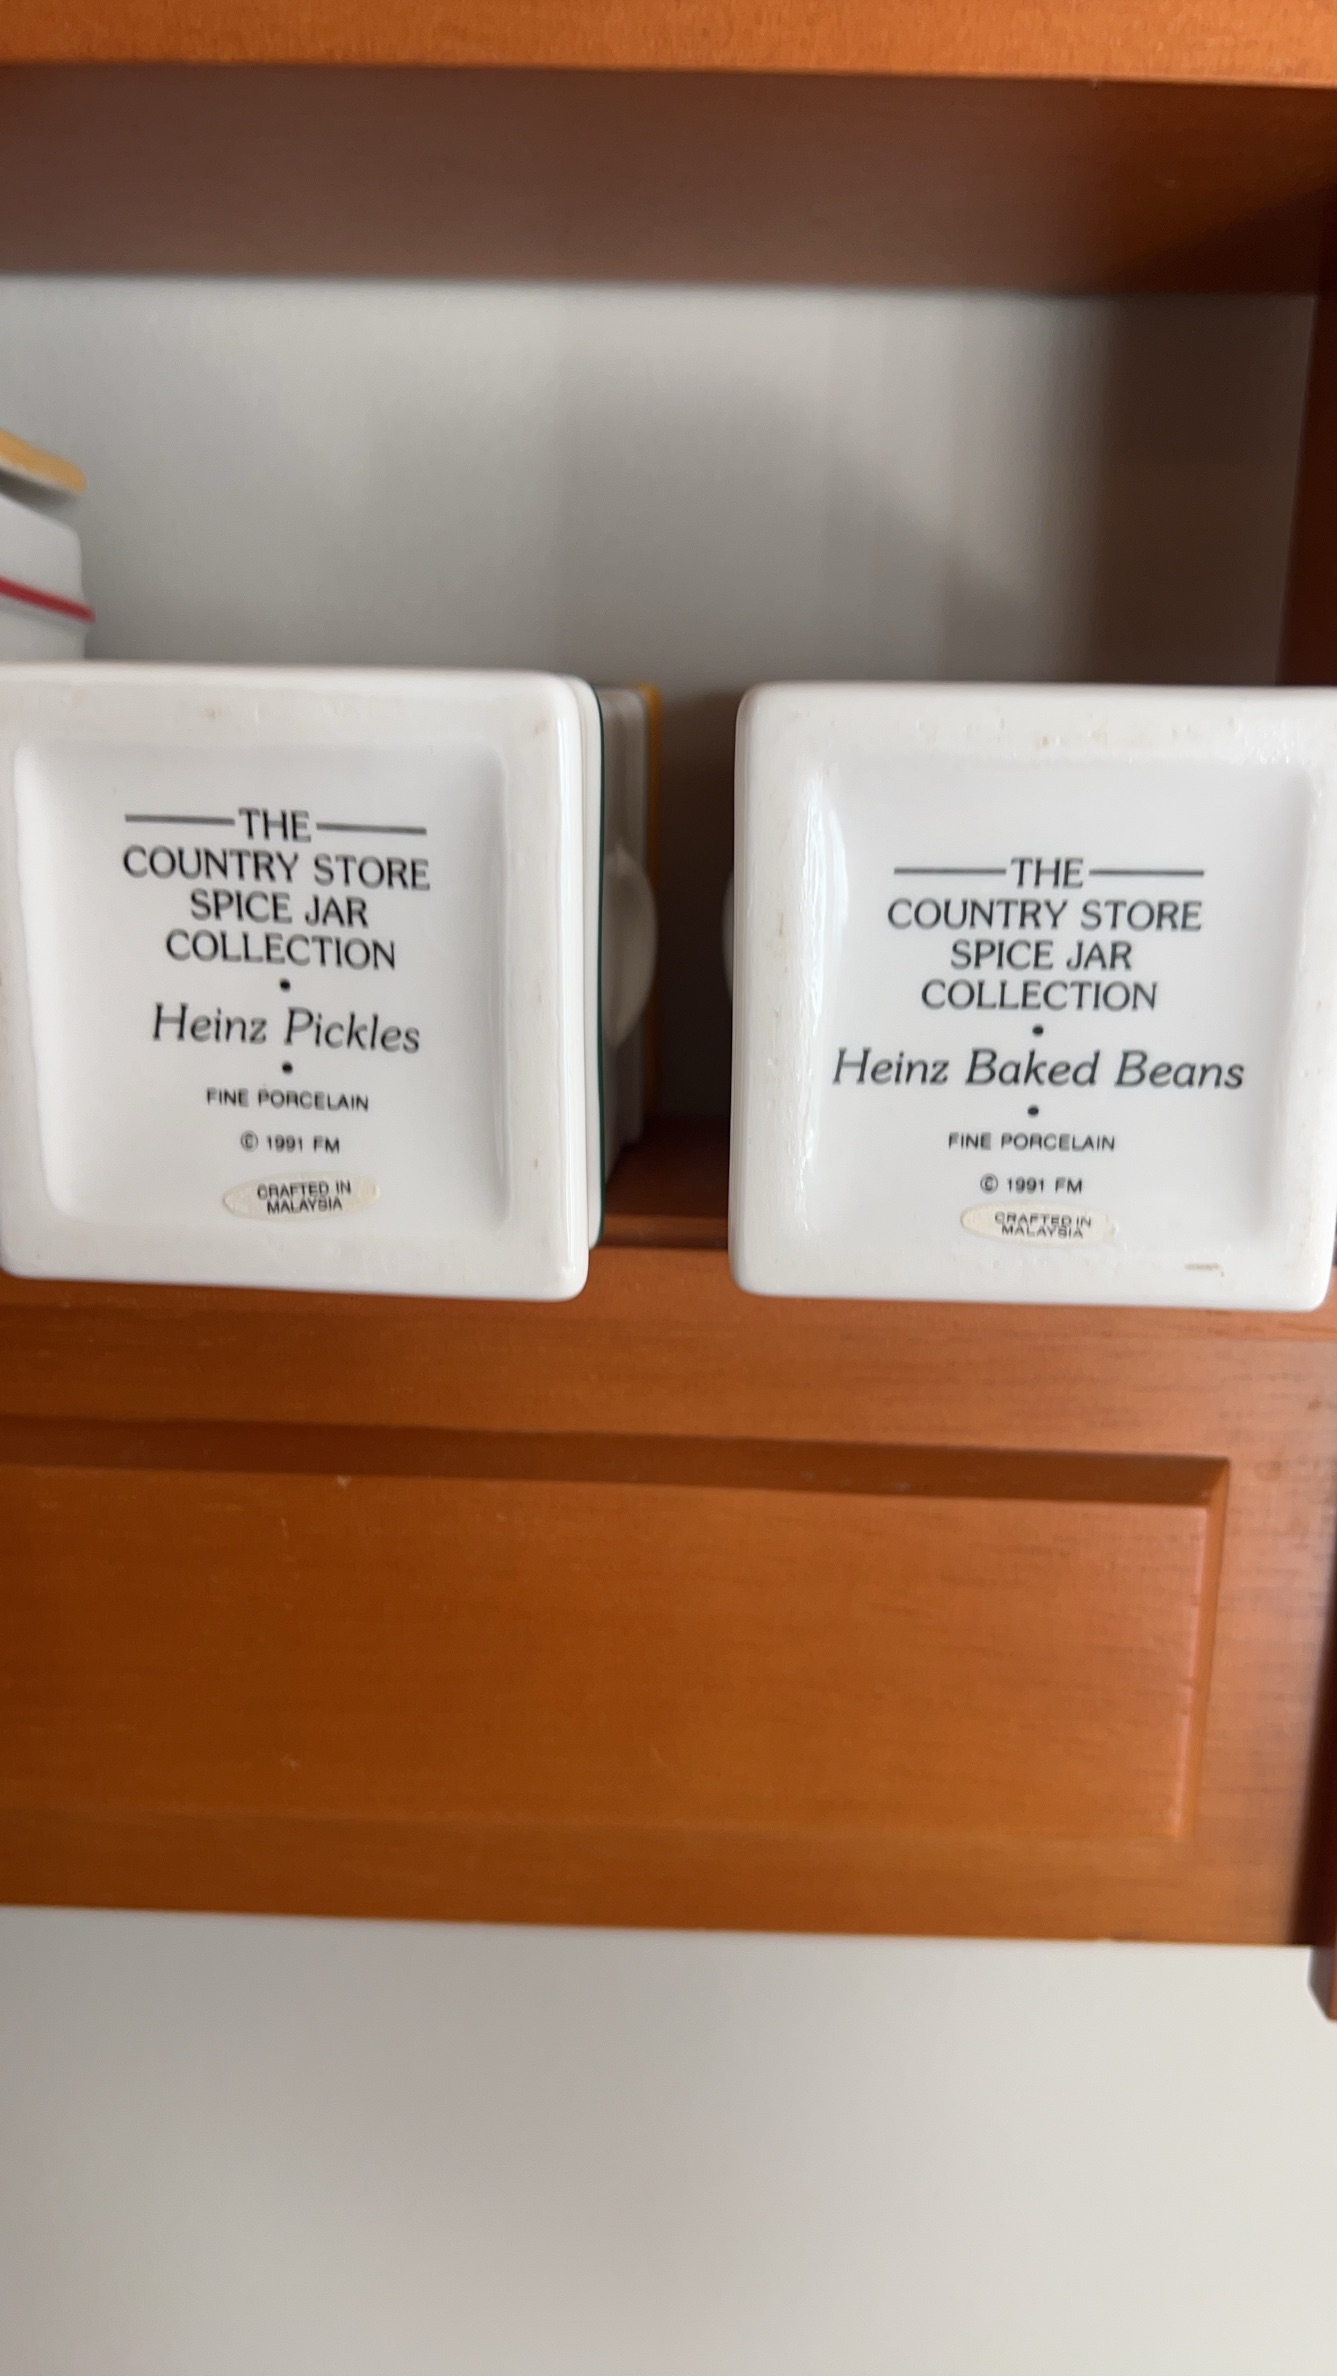 THE
COUNTRY STORE
SPICE JAR
COLLECTION
•
Heinz Pickles
•
FINE PORCELAIN
© 1991 FM
CRAFTED IN
MALAYSIA
THE
COUNTRY STORE
SPICE JAR
COLLECTION
•
Heinz Baked Beans
•
FINE PORCELAIN
© 1991 FM
CRAFTED IN
MALAYSIA